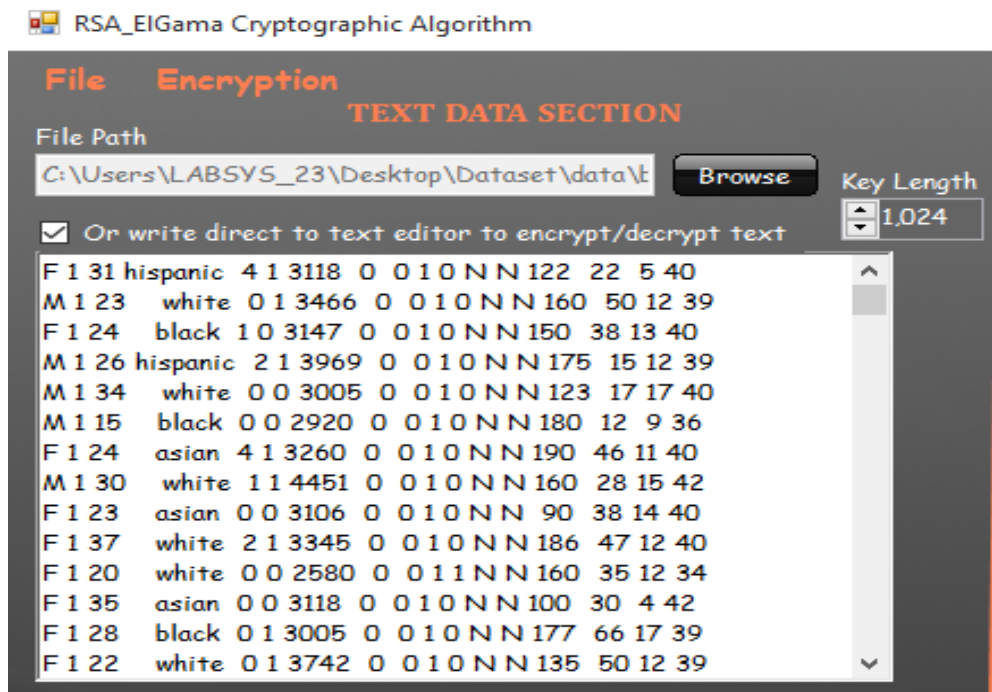 RSA_ElGama Cryptographic Algorithm
File Encryption
TEXT DATA SECTION
File Path
C:\Users\LABSYS_23\Desktop\Dataset\data\t Browse
Key Length
1,024
Or write direct to text editor to encrypt/decrypt text
F 1 31 hispanic 4 1 3118 0 0 1 0 N N 122 22 5 40
M 1 23 white 0 1 3466 0 0 1 0 N N 160 50 12 39
F 1 24 black 1 0 3147 0 0 1 0 N N 150 38 13 40
M 1 26 hispanic 2 1 3969 0 0 1 0 N N 175 15 12 39
M 1 34 white 0 0 3005 0 0 1 0 N N 123 17 17 40
M 1 15 black 0 0 2920 0 0 1 0 N N 180 12 9 36
F 1 24 asian 4 1 3260 0 0 1 0 N N 190 46 11 40
M 1 30 white 1 1 4451 0 0 1 0 N N 160 28 15 42
F 1 23 asian 0 0 3106 0 0 1 0 N N 90 38 14 40
F 1 37 white 2 1 3345 0 0 1 0 N N 186 47 12 40
F 1 20 white 0 0 2580 0 0 1 1 N N 160 35 12 34
F 1 35 asian 0 0 3118 0 0 1 0 N N 100 30 4 42
F 1 28 black 0 1 3005 0 0 1 0 N N 177 66 17 39
F 1 22 white 0 1 3742 0 0 1 0 N N 135 50 12 39